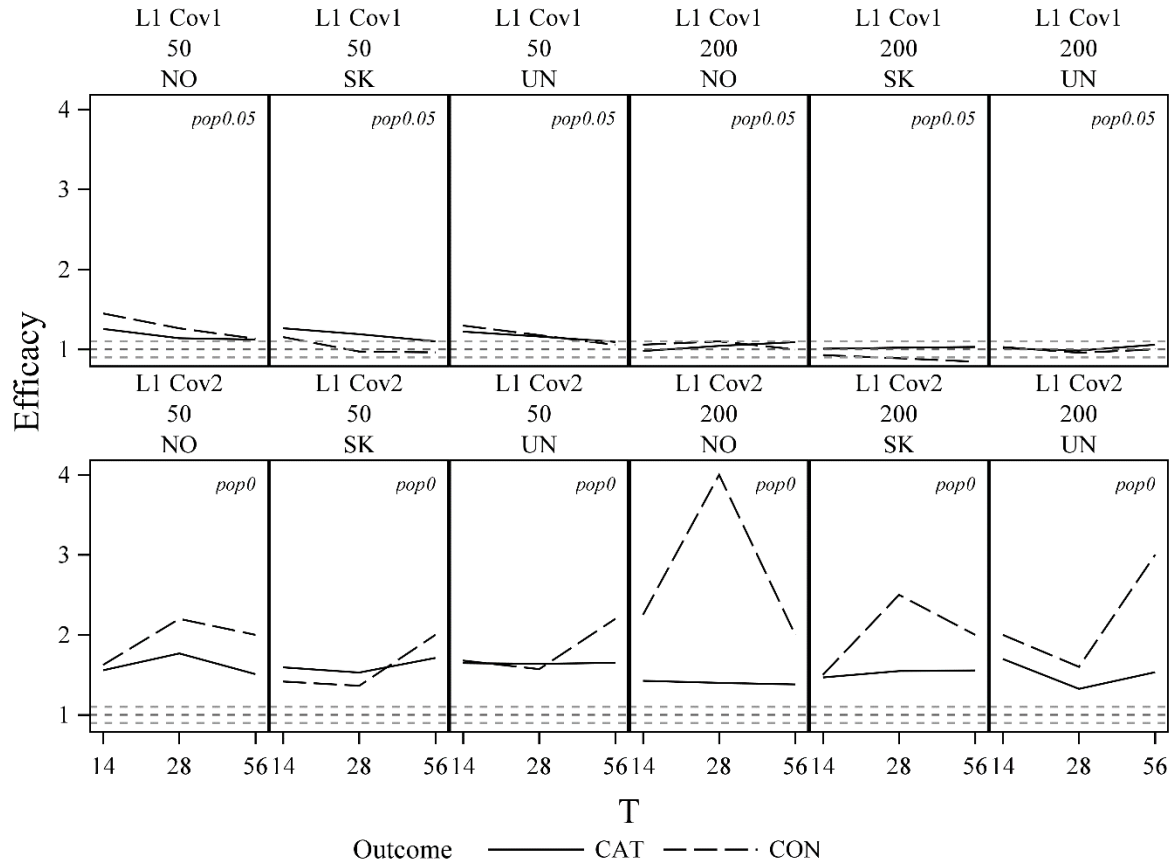 L1 Cov1 L1 Cov1 L1 Cov1 L1 Cov1 L1 Cov1 L1 Cov1
50 50 50 200 200 200
NO SK UN NO SK UN
4 pop0.05 pop0.05 pop0.05 pop0.05 pop0.05 pop0.05
3
2
1
Efficacy
L1 Cov2 L1 Cov2 L1 Cov2 L1 Cov2 L1 Cov2 L1 Cov2
50 50 50 200 200 200
NO SK UN NO SK UN
4 pop0 pop0 pop0 pop0 pop0 pop0
3
2
1
14 28 56 14 28 56 14 28 56 14 28 56 14 28 56 14 28 56
T
Outcome CAT CON